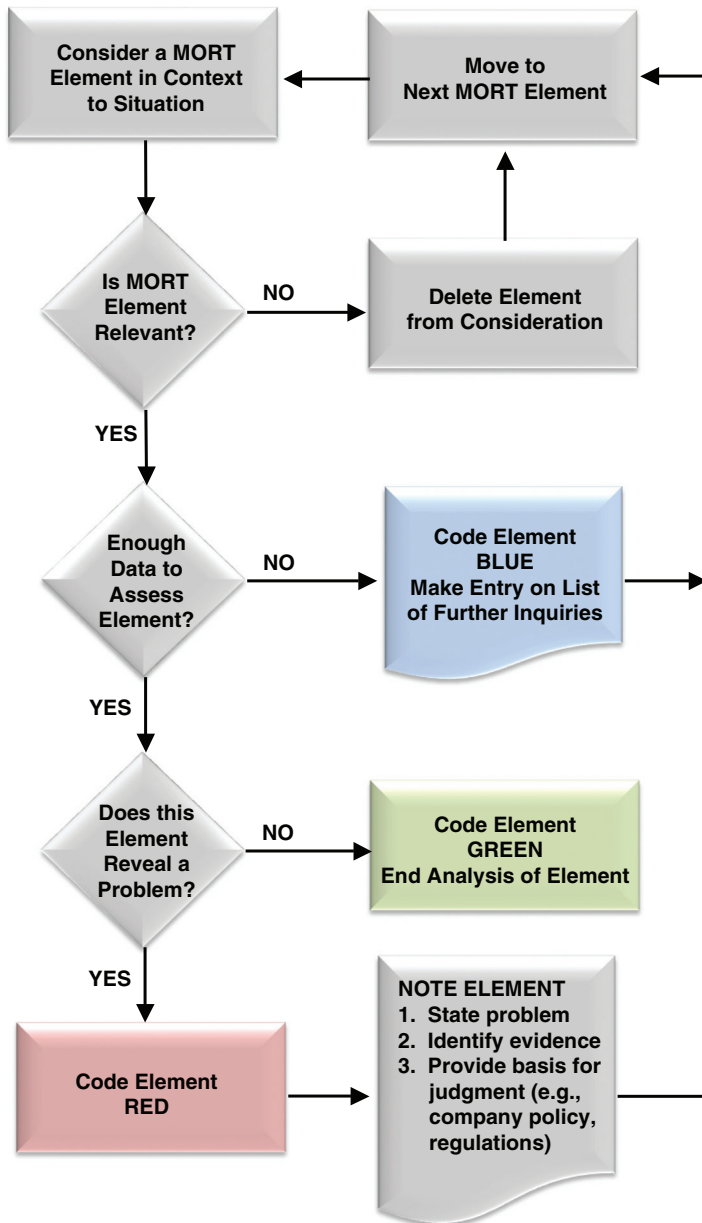 Consider a MORT
Element in Context
to Situation
Move to
Next MORT Element
Is MORT
Element
Relevant?
NO
Delete Element
from Consideration
YES
Enough
Data to
Assess
Element?
NO
Code Element
BLUE
Make Entry on List
of Further Inquiries
YES
Does this
Element
Reveal a
Problem?
NO
Code Element
GREEN
End Analysis of Element
YES
Code Element
RED
NOTE ELEMENT
1. State problem
2. Identify evidence
3. Provide basis for
judgment (e.g.,
company policy,
regulations)